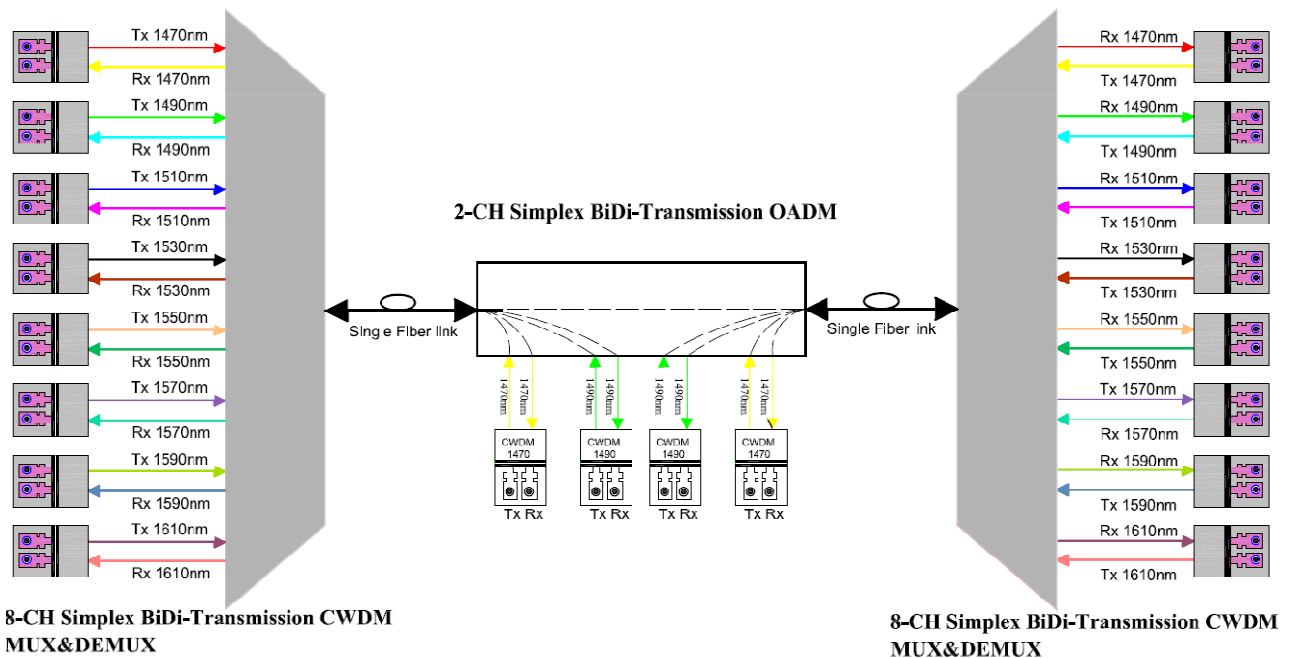 Tx 1470nm
Rx 1470nm
Tx 1490nm
Rx 1490nm
Tx 1510nm
Rx 1510nm
Tx 1530nm
Rx 1530nm
Tx 1550nm
Rx 1550nm
Tx 1570nm
Rx 1570nm
Tx 1590nm
Rx 1590nm
Tx 1610nm
Rx 1610nm
8-CH Simplex BiDi-Transmission CWDM
MUX&DEMUX
2-CH Simplex BiDi-Transmission OADM
Single Fiber link
Single Fiber ink
1470nm
1470nm
1490nm
1490nm
1490nm
1490nm
1470nm
1470nm
CWDM
1470
CWDM
1490
CWDM
1490
CWDM
1470
Tx Rx
Tx Rx
Tx Rx
Tx Rx
Rx 1470nm
Tx 1470nm
Rx 1490nm
Tx 1490nm
Rx 1510nm
Tx 1510nm
Rx 1530nm
Tx 1530nm
Rx 1550nm
Tx 1550nm
Tx 1570nm
Rx 1570nm
Rx 1590nm
Tx 1590nm
Rx 1610nm
Tx 1610nm
8-CH Simplex BiDi-Transmission CWDM
MUX&DEMUX